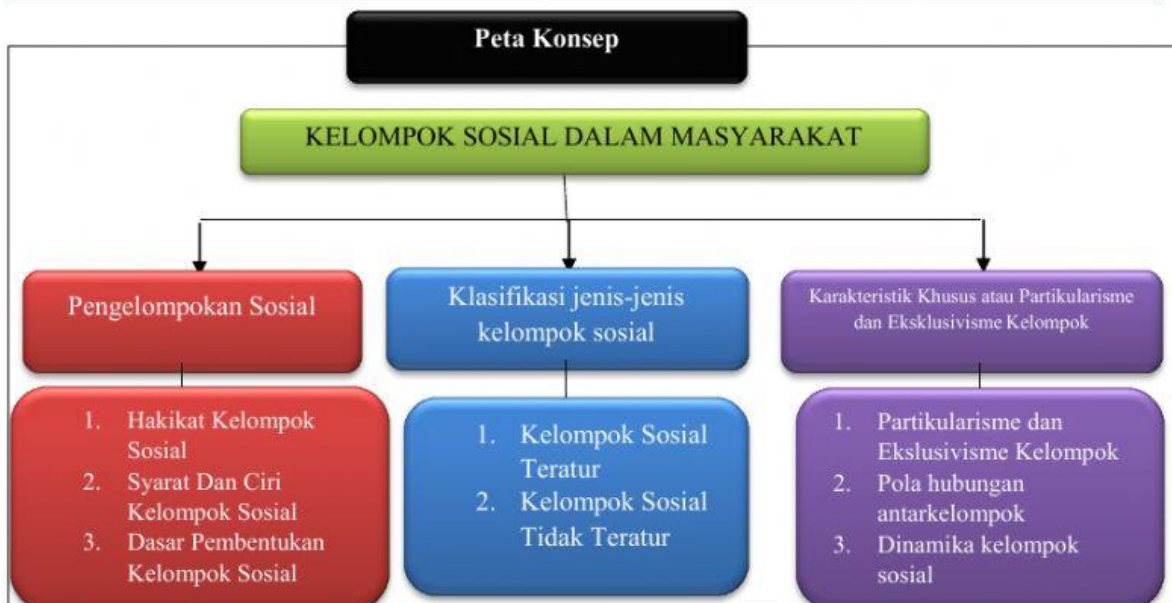 Peta Konsep
KELOMPOK SOSIAL DALAM MASYARAKAT
Pengelompokan Sosial
1. Hakikat Kelompok
Sosial
2. Syarat Dan Ciri
Kelompok Sosial
3. Dasar Pembentukan
Kelompok Sosial
Klasifikasi jenis-jenis
kelompok sosial
1. Kelompok Sosial
Teratur
2. Kelompok Sosial
Tidak Teratur
Karakteristik Khusus atau Partikularisme
dan Eksklusivisme Kelompok
1. Partikularisme dan
Ekslusivisme Kelompok
2. Pola hubungan
antarkelompok
3. Dinamika kelompok
sosial